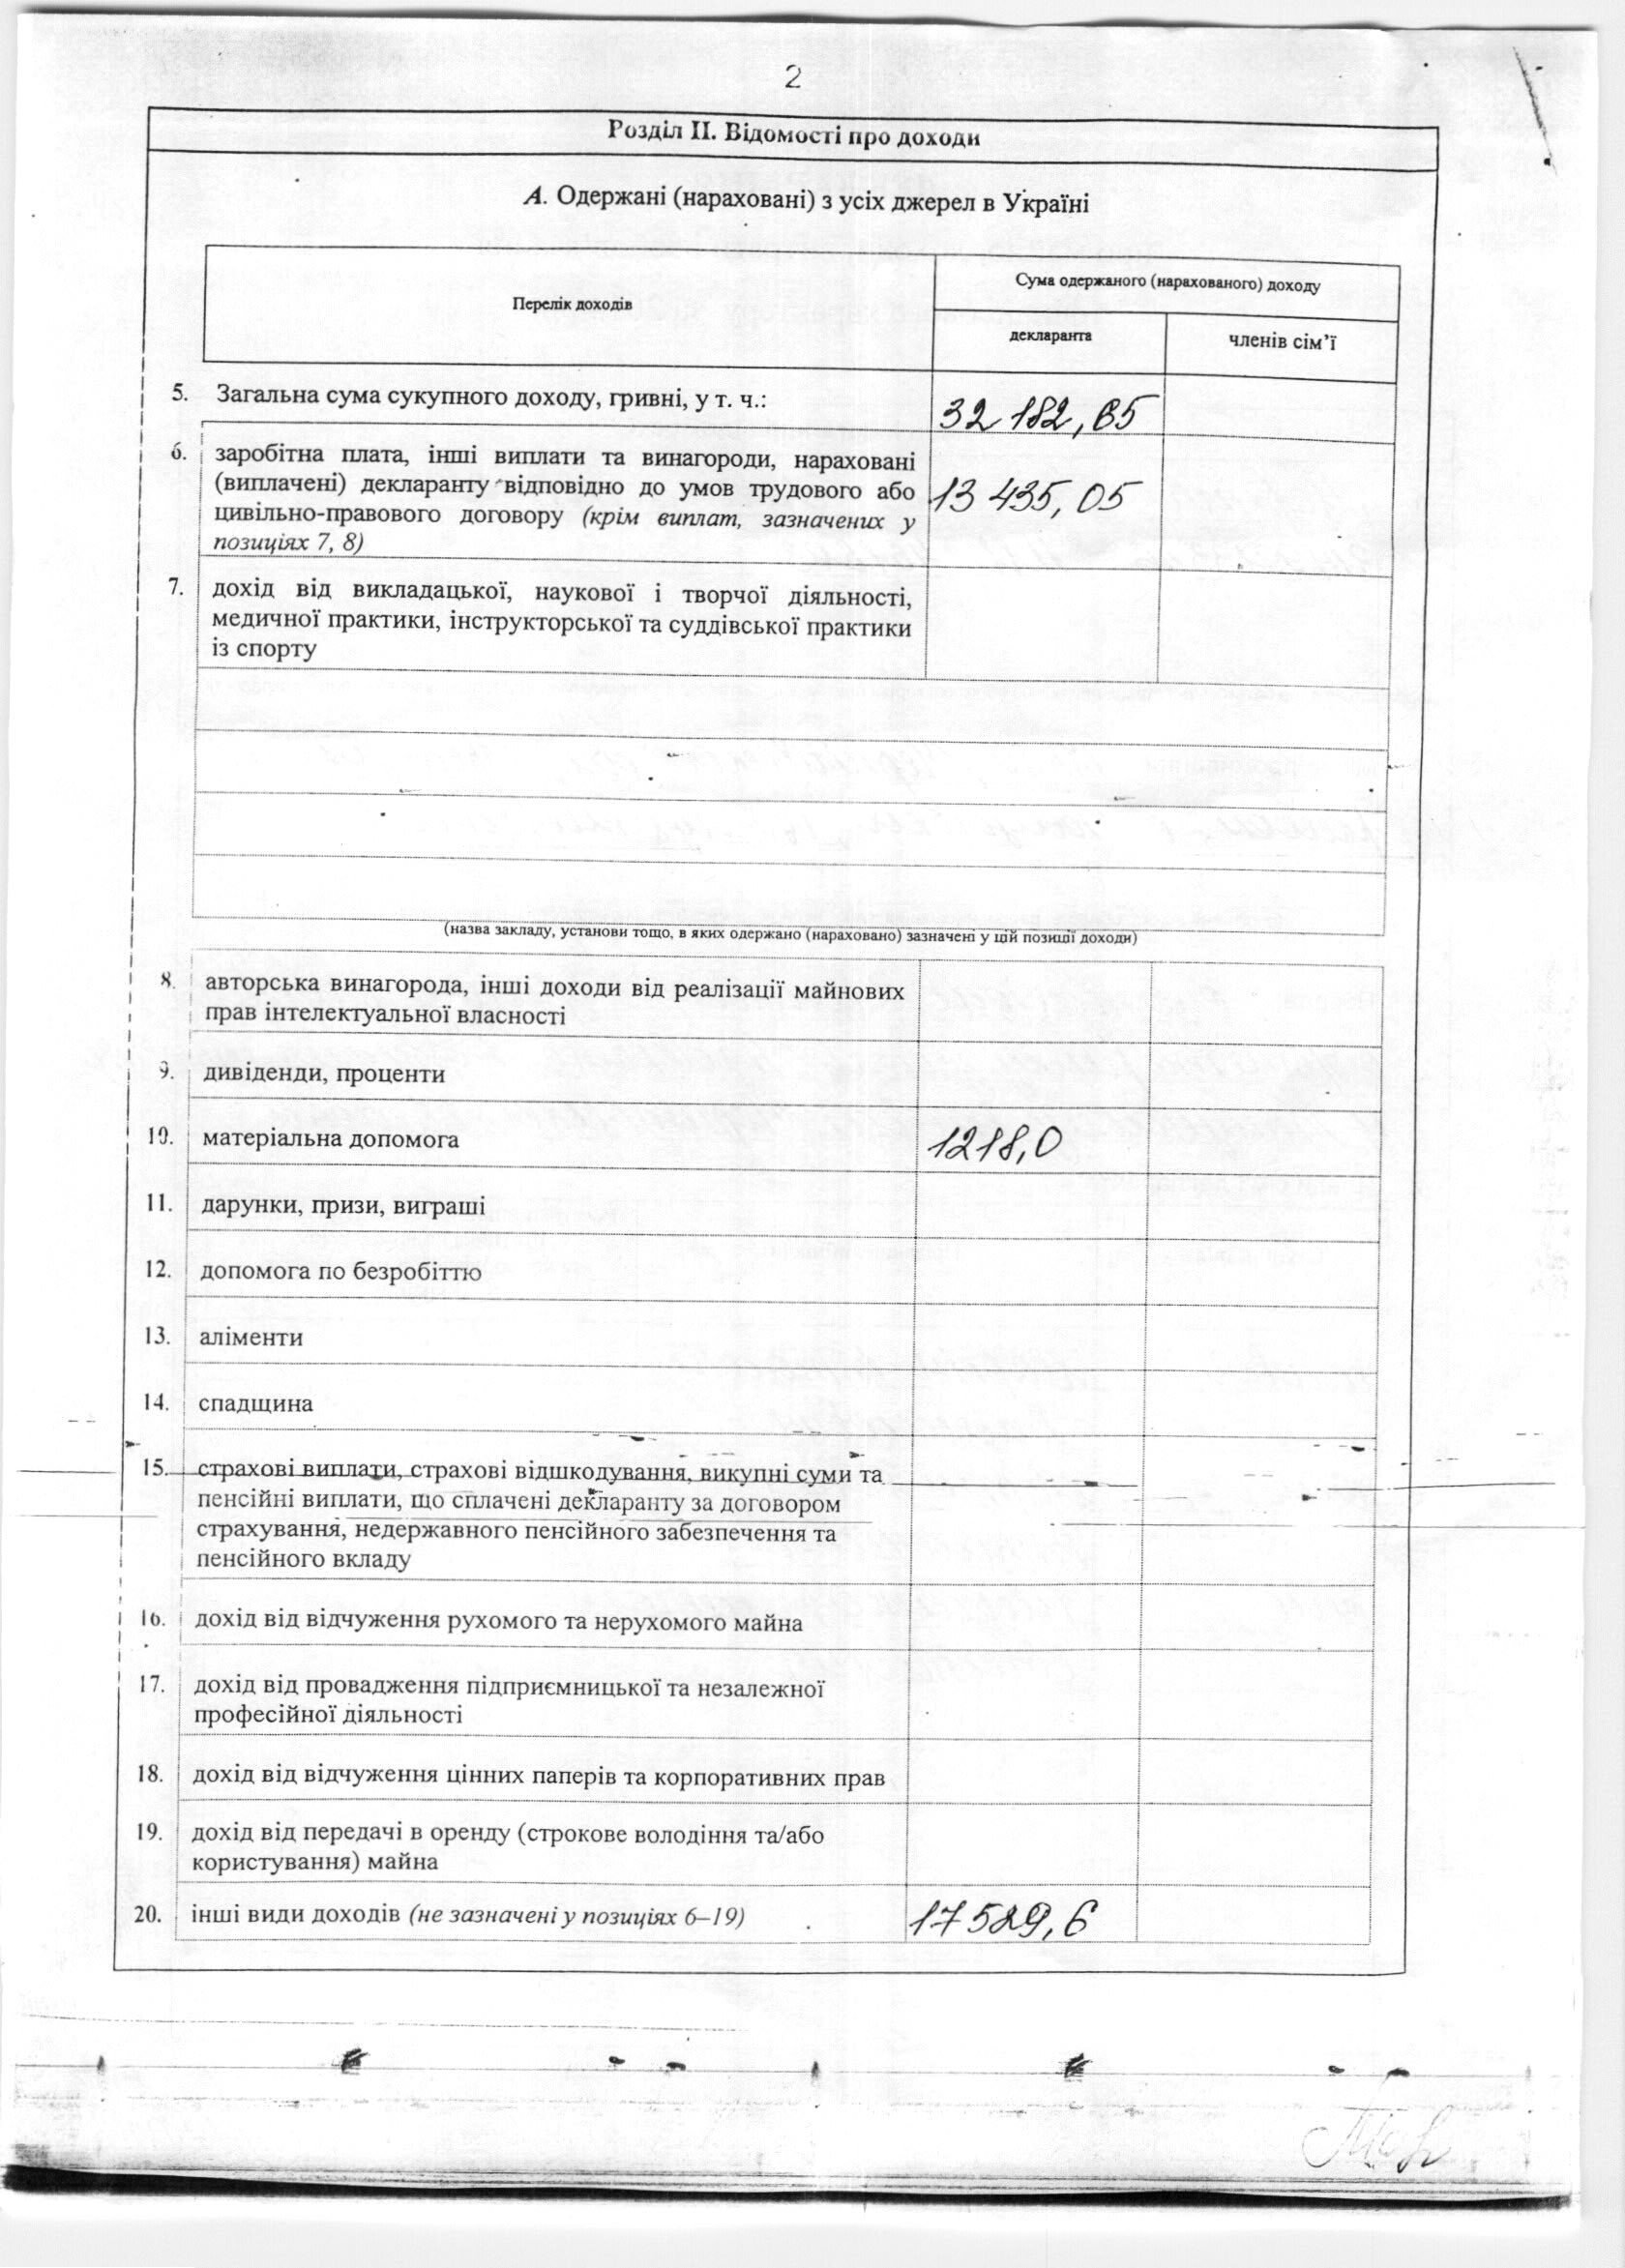 2
Розділ II. Відомості про доходи
А. Одержані (нараховані) з усіх джерел в Україні
Перелік доходів
Сума одержаного (нарахованого) доходу
декларанта
членів сім’ї
5. Загальна сума сукупного доходу, гривні, у т. ч.:
32 182,65
6. заробітна плата, інші виплати та винагороди, нараховані
(виплачені) декларанту відповідно до умов трудового або
13 435,05
цивільно-правового договору (крім виплат, зазначених у
позиціях 7, 8)
7. дохід від викладацької, наукової і творчої діяльності,
медичної практики, інструкторської та суддівської практики
із спорту
(назва закладу, установи тощо, в яких одержано (нараховано) зазначені у цій позиції доходи)
8. авторська винагорода, інші доходи від реалізації майнових
прав інтелектуальної власності
9. дивіденди, проценти
10. матеріальна допомога
1218,0
11. дарунки, призи, виграші
12. допомога по безробіттю
13. аліменти
14. спадщина
15. страхові виплати, страхові відшкодування, викупні суми та
пенсійні виплати, що сплачені декларанту за договором
страхування, недержавного пенсійного забезпечення та
пенсійного вкладу
16. дохід від відчуження рухомого та нерухомого майна
17. дохід від провадження підприємницької та незалежної
професійної діяльності
18. дохід від відчуження цінних паперів та корпоративних прав
19. дохід від передачі в оренду (строкове володіння та/або
користування) майна
20. інші види доходів (не зазначені у позиціях 6–19)
17529,6